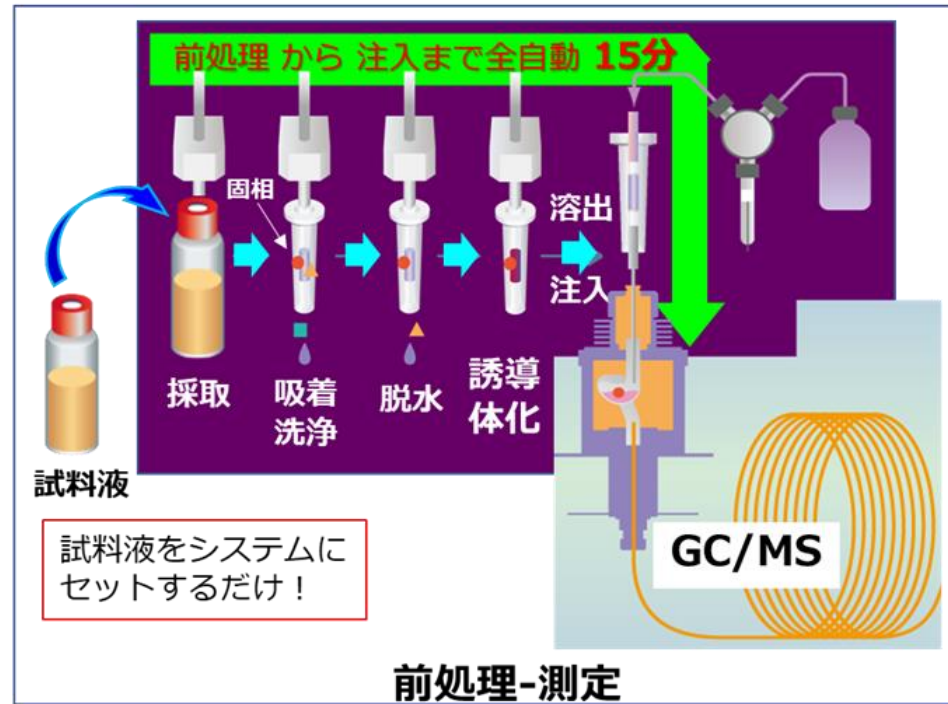 前処理 から 注入まで全自動 15分
固相
溶出
注入
採取
吸着
洗浄
脱水
誘導
体化
試料液
試料液をシステムに
セットするだけ！
GC/MS
前処理-測定